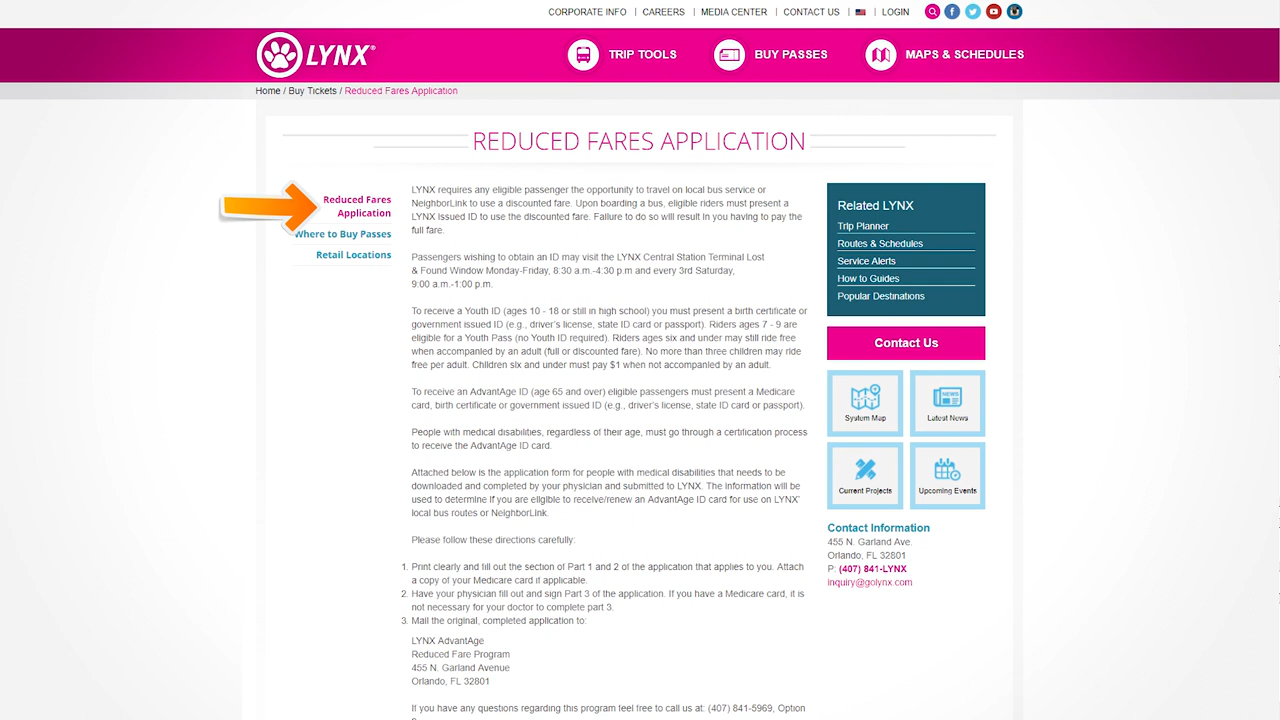 CORPORATE INFO | CAREERS | MEDIA CENTER | CONTACT US | | LOGIN
LYNX®
TRIP TOOLS
BUY PASSES
MAPS & SCHEDULES
Home / Buy Tickets / Reduced Fares Application
REDUCED FARES APPLICATION
Reduced Fares
Application
Where to Buy Passes
Retail Locations
LYNX requires any eligible passenger the opportunity to travel on local bus service or
NeighborLink to use a discounted fare. Upon boarding a bus, eligible riders must present a
LYNX Issued ID to use the discounted fare. Failure to do so will result in you having to pay the
full fare.
Passengers wishing to obtain an ID may visit the LYNX Central Station Terminal Lost
& Found Window Monday-Friday, 8:30 a.m.-4:30 p.m and every 3rd Saturday,
9:00 a.m.-1:00 p.m.
To receive a Youth ID (ages 10 - 18 or still in high school) you must present a birth certificate or
government issued ID (e.g., driver's license, state ID card or passport). Riders ages 7 - 9 are
eligible for a Youth Pass (no Youth ID required). Riders ages six and under may still ride free
when accompanied by an adult (full or discounted fare). No more than three children may ride
free per adult. Children six and under must pay $1 when not accompanied by an adult.
To receive an AdvantAge ID (age 65 and over) eligible passengers must present a Medicare
card, birth certificate or government issued ID (e.g., driver's license, state ID card or passport).
People with medical disabilities, regardless of their age, must go through a certification process
to receive the AdvantAge ID card.
Attached below is the application form for people with medical disabilities that needs to be
downloaded and completed by your physician and submitted to LYNX. The information will be
used to determine if you are eligible to receive/renew an AdvantAge ID card for use on LYNX'
local bus routes or NeighborLink.
Please follow these directions carefully:
1. Print clearly and fill out the section of Part 1 and 2 of the application that applies to you. Attach
a copy of your Medicare card if applicable.
2. Have your physician fill out and sign Part 3 of the application. If you have a Medicare card, it is
not necessary for your doctor to complete part 3.
3. Mail the original, completed application to:
LYNX AdvantAge
Reduced Fare Program
455 N. Garland Avenue
Orlando, FL 32801
If you have any questions regarding this program feel free to call us at: (407) 841-5969, Option
Related LYNX
Trip Planner
Routes & Schedules
Service Alerts
How to Guides
Popular Destinations
Contact Us
System Map
NEWS
Latest News
Current Projects
Upcoming Events
Contact Information
455 N. Garland Ave.
Orlando, FL 32801
P: (407) 841-LYNX
inquiry@golynx.com